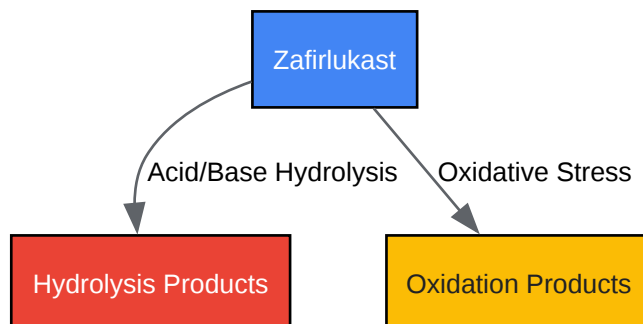 Zafirlukast
Acid/Base Hydrolysis
Oxidative Stress
Hydrolysis Products
Oxidation Products